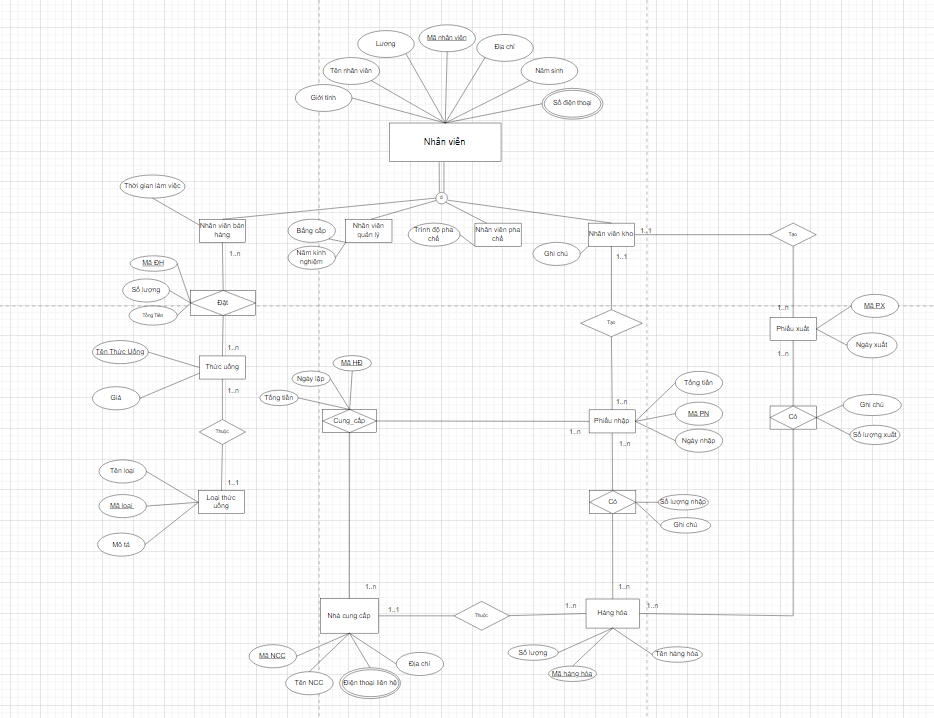 Mã nhân viên
Lương
Địa chỉ
Tên nhân viên
Năm sinh
Giới tính
Số điện thoại
Nhân viên
Thời gian làm việc
Nhân viên bán
hàng
Bằng cấp
Nhân viên
quản lý
Trình độ pha
chế
Nhân viên pha
chế
Nhân viên kho
1..1
Tạo
Năm kinh
nghiệm
Ghi chú
1..n
1..1
Mã ĐH
Số lượng
Đặt
Tổng Tiền
1..n
Mã PX
Tạo
Phiếu xuất
Ngày xuất
1..n
1..n
Tên Thức Uống
Thức uống
Mã HĐ
Ngày lập
Tổng tiền
Giá
1..n
1..n
Tổng tiền
Ghi chú
Mã PN
Có
Cung_cấp
Phiếu nhập
Thuộc
1..n
Số lượng xuất
Ngày nhập
1..n
Tên loại
1..1
Mã loại
Loại thức
uống
Có
Số lượng nhập
Ghi chú
Mô tả
1..n
1..n
Nhà cung cấp
1..1
Thuộc
1..n
Hàng hóa
1..n
Mã NCC
Địa chỉ
Số lượng
Tên hàng hóa
Tên NCC
Điện thoại liên hệ
Mã hàng hóa